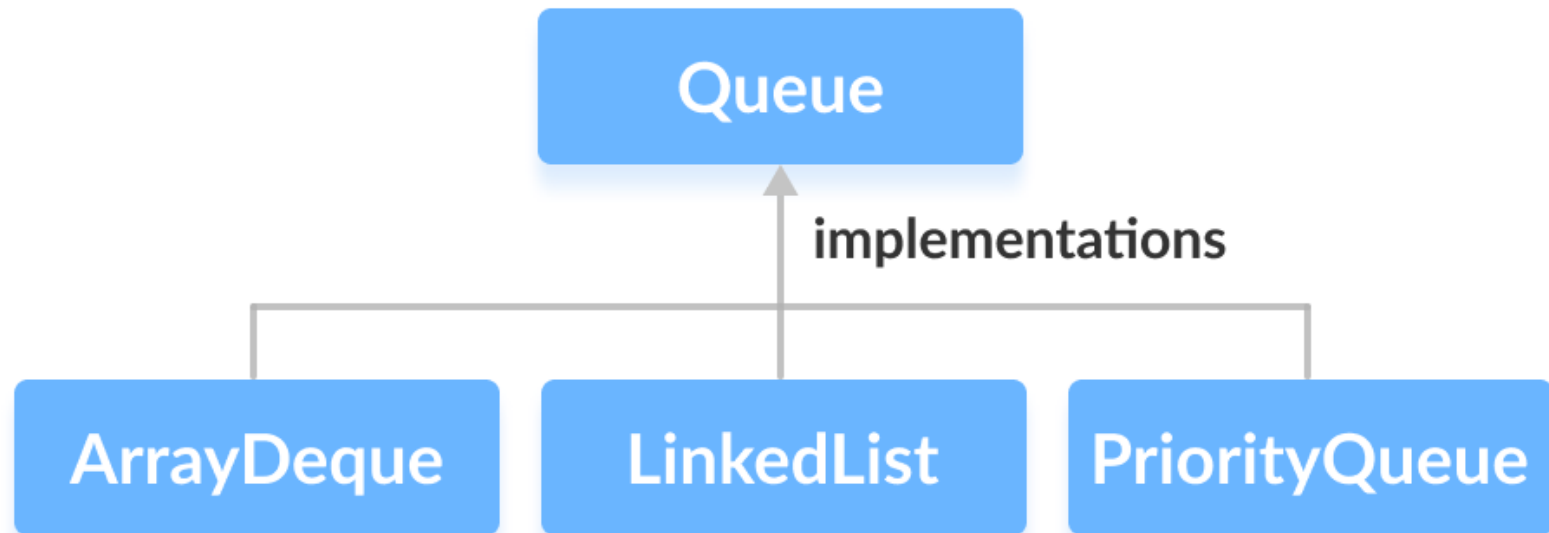 Queue
implementations
ArrayDeque
LinkedList
PriorityQueue